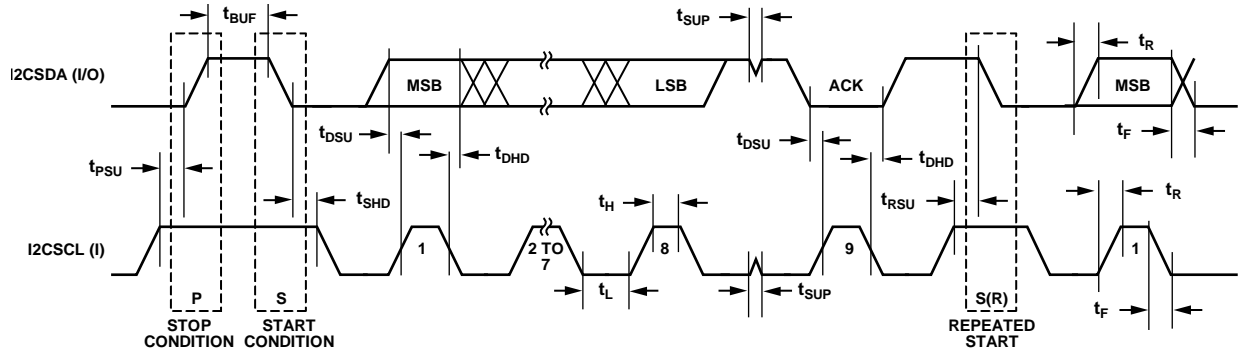 tBUF
tSUP
I2CSDA (I/O)
MSB
LSB
ACK
tR
MSB
tF
tDSU
tDHD
tDSU
tDHD
tPSU
tSHD
tH
tRSU
tR
I2CSCL (I)
1
2 TO
7
8
9
1
tL
tSUP
tF
P
S
S(R)
STOP
CONDITION
START
CONDITION
REPEATED
START